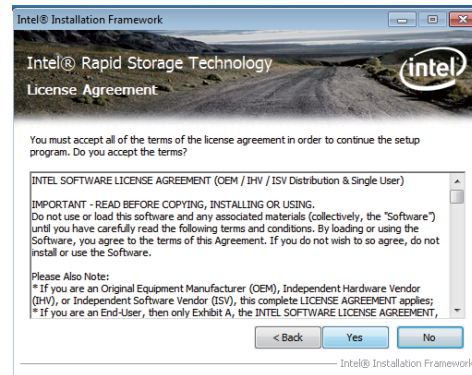 Intel® Installation Framework
Intel® Rapid Storage Technology
License Agreement
intel
You must accept all of the terms of the license agreement in order to continue the setup
program. Do you accept the terms?
INTEL SOFTWARE LICENSE AGREEMENT (OEM / IHV / ISV Distribution & Single User)
IMPORTANT - READ BEFORE COPYING, INSTALLING OR USING.
Do not use or load this software and any associated materials (collectively, the "Software")
until you have carefully read the following terms and conditions. By loading or using the
Software, you agree to the terms of this Agreement. If you do not wish to so agree, do not
install or use the Software.
Please Also Note:
* If you are an Original Equipment Manufacturer (OEM), Independent Hardware Vendor
(IHV), or Independent Software Vendor (ISV), this complete LICENSE AGREEMENT applies;
* If you are an End-User, then only Exhibit A, the INTEL SOFTWARE LICENSE AGREEMENT,
< Back Yes No
Intel® Installation Framework